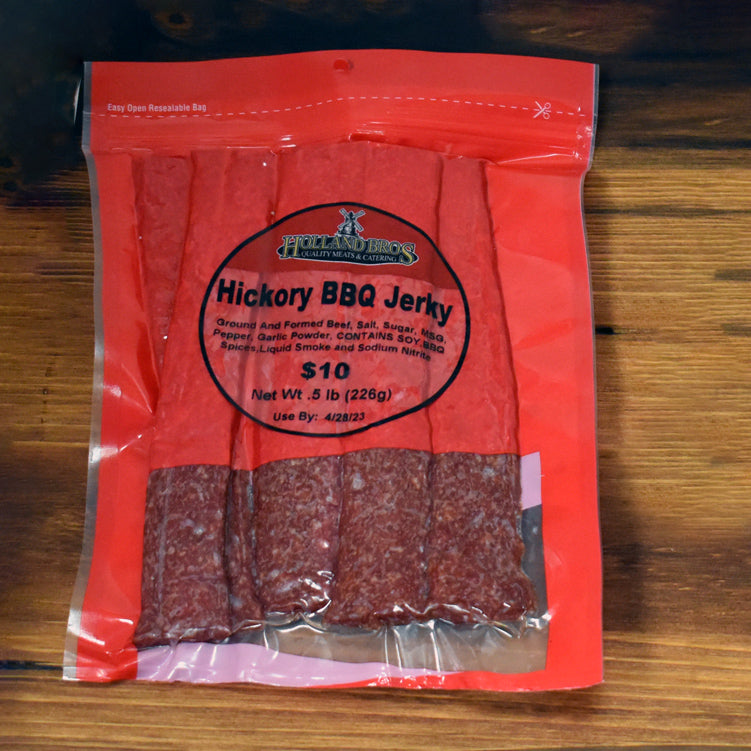 Easy Open Resealable Bag
HOLLAND BROS.
QUALITY MEATS & CATERING
Hickory BBQ Jerky
Ground And Formed Beef, Salt, Sugar, MSG,
Pepper, Garlic Powder, CONTAINS SOY,BBQ
Spices,Liquid Smoke and Sodium Nitrite
$10
Net Wt .5 lb (226g)
Use By: 4/28/23